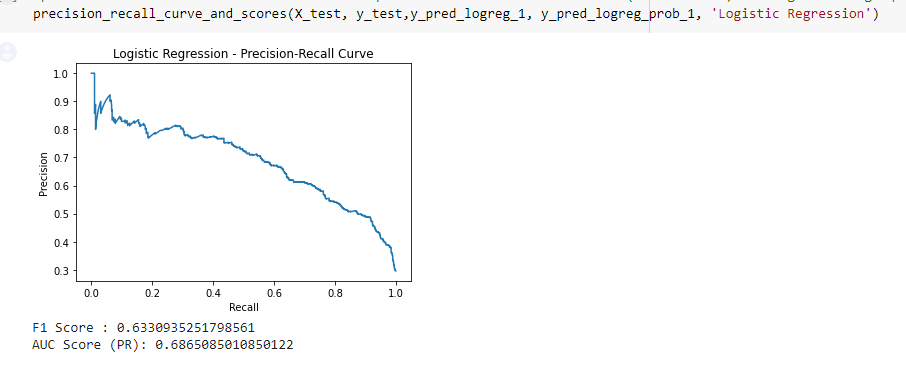 precision_recall_curve_and_scores(X_test, y_test,y_pred_logreg_1, y_pred_logreg_prob_1, 'Logistic Regression')
Logistic Regression - Precision-Recall Curve
1.0
0.9
0.8
0.7
0.6
0.5
0.4
0.3
Precision
0.0 0.2 0.4 0.6 0.8 1.0
Recall
F1 Score : 0.6330935251798561
AUC Score (PR): 0.6865085010850122